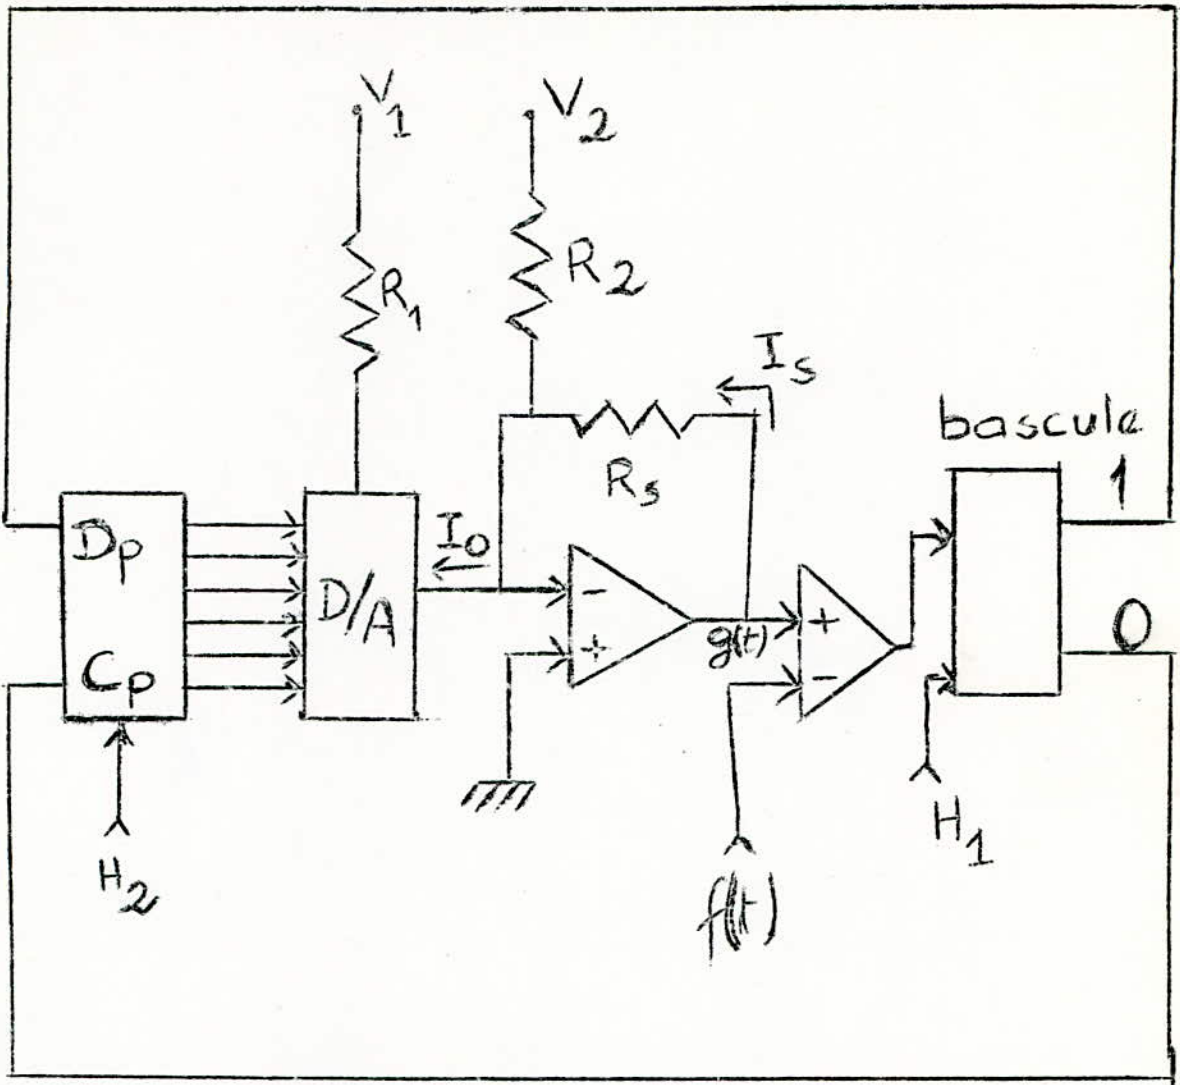 V1
V2
R1
R2
Is
Rs
bascule
1
0
Dp
Cp
D/A
Io
-
+
g(t)
+
-
H1
H2
f(t)